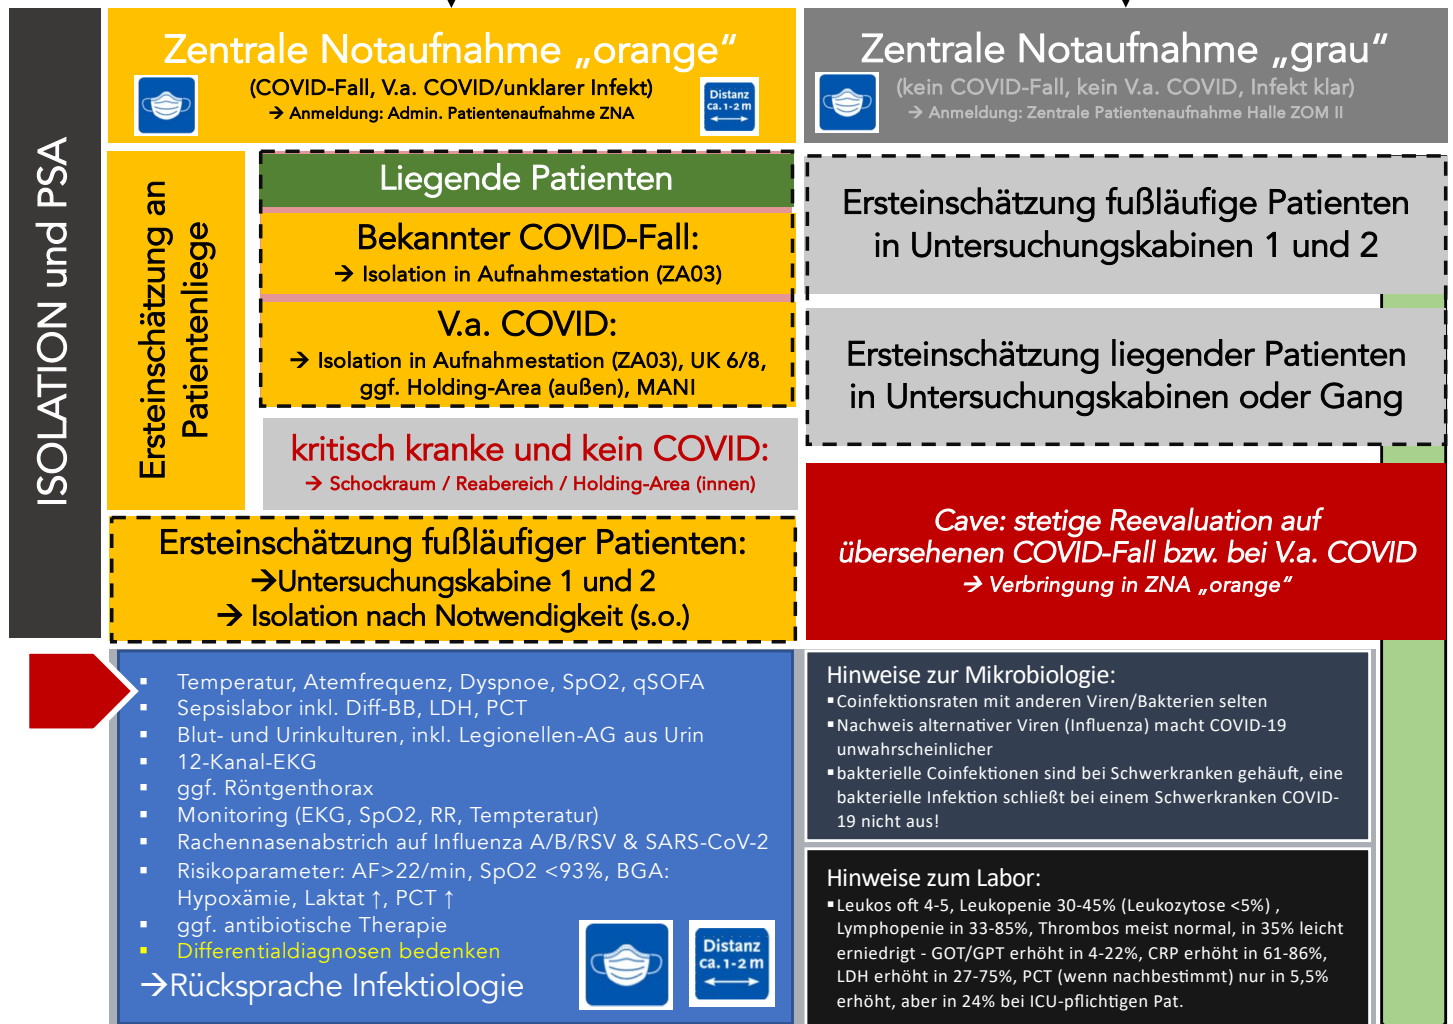 ISOLATION und PSA
Zentrale Notaufnahme „orange“
(COVID-Fall, V.a. COVID/unklarer Infekt)
→ Anmeldung: Admin. Patientenaufnahme ZNA
Distanz
ca.1-2 m
Ersteinschätzung an
Patientenliege
Liegende Patienten
Bekannter COVID-Fall:
→ Isolation in Aufnahmestation (ZA03)
V.a. COVID:
→ Isolation in Aufnahmestation (ZA03), UK 6/8,
ggf. Holding-Area (außen), MANI
kritisch kranke und kein COVID:
→ Schockraum / Reabereich / Holding-Area (innen)
Ersteinschätzung fußläufiger Patienten:
→Untersuchungskabine 1 und 2
→ Isolation nach Notwendigkeit (s.o.)
▪ Temperatur, Atemfrequenz, Dyspnoe, SpO2, qSOFA
▪ Sepsislabor inkl. Diff-BB, LDH, PCT
▪ Blut- und Urinkulturen, inkl. Legionellen-AG aus Urin
▪ 12-Kanal-EKG
▪ ggf. Röntgenthorax
▪ Monitoring (EKG, SpO2, RR, Tempteratur)
▪ Rachennasenabstrich auf Influenza A/B/RSV & SARS-CoV-2
▪ Risikoparameter: AF>22/min, SpO2 <93%, BGA:
Hypoxämie, Laktat ↑, PCT ↑
▪ ggf. antibiotische Therapie
▪ Differentialdiagnosen bedenken
→Rücksprache Infektiologie
Distanz
ca.1-2 m
Zentrale Notaufnahme „grau“
(kein COVID-Fall, kein V.a. COVID, Infekt klar)
→ Anmeldung: Zentrale Patientenaufnahme Halle ZOM II
Ersteinschätzung fußläufige Patienten
in Untersuchungskabinen 1 und 2
Ersteinschätzung liegender Patienten
in Untersuchungskabinen oder Gang
Cave: stetige Reevaluation auf
übersehenen COVID-Fall bzw. bei V.a. COVID
→ Verbringung in ZNA „orange“
Hinweise zur Mikrobiologie:
▪Coinfektionsraten mit anderen Viren/Bakterien selten
▪Nachweis alternativer Viren (Influenza) macht COVID-19
unwahrscheinlicher
▪bakterielle Coinfektionen sind bei Schwerkranken gehäuft, eine
bakterielle Infektion schließt bei einem Schwerkranken COVID-
19 nicht aus!
Hinweise zum Labor:
▪Leukos oft 4-5, Leukopenie 30-45% (Leukozytose <5%) ,
Lymphopenie in 33-85%, Thrombos meist normal, in 35% leicht
erniedrigt - GOT/GPT erhöht in 4-22%, CRP erhöht in 61-86%,
LDH erhöht in 27-75%, PCT (wenn nachbestimmt) nur in 5,5%
erhöht, aber in 24% bei ICU-pflichtigen Pat.